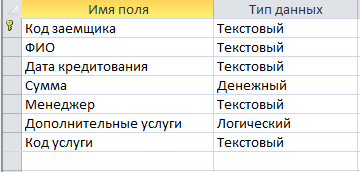 Имя поля Тип данных
Код заемщика Текстовый
ФИО Текстовый
Дата кредитования Текстовый
Сумма Денежный
Менеджер Текстовый
Дополнительные услуги Логический
Код услуги Текстовый